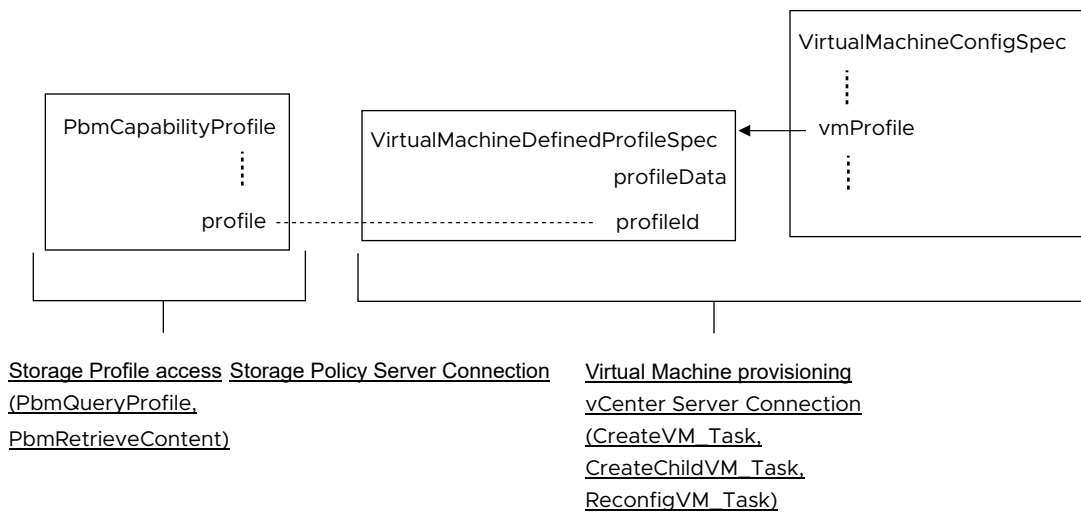 PbmCapabilityProfile
profile
VirtualMachineDefinedProfileSpec
profileData
profileId
VirtualMachineConfigSpec
vmProfile
Storage Profile access Storage Policy Server Connection
(PbmQueryProfile,
PbmRetrieveContent)
Virtual Machine provisioning
vCenter Server Connection
(CreateVM_Task,
CreateChildVM_Task,
ReconfigVM_Task)